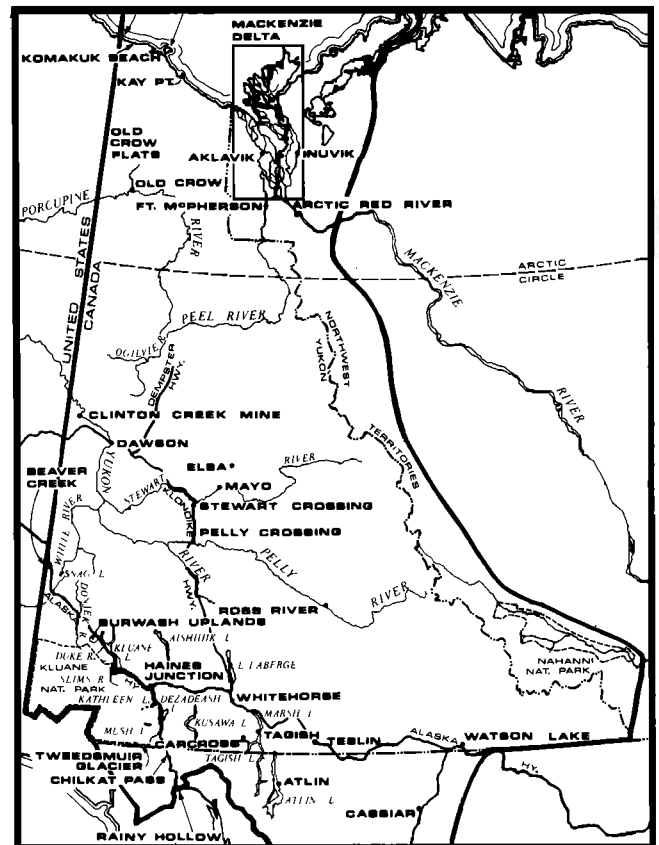 MACKENZIE
DELTA
KOMAKUK BEACH
KAY PT.
OLD
CROW
FLATS
AKLAVIK
INUVIK
OLD CROW
PORCUPINE
RIVER
FT. McPHERSON
ARCTIC RED RIVER
UNITED STATES
CANADA
ARCTIC
CIRCLE
MACKENZIE
RIVER
PEEL RIVER
OGILVIE R.
DEMPSTER
HWY.
NORTHWEST
YUKON
TERRITORIES
CLINTON CREEK MINE
DAWSON
YUKON
BEAVER
CREEK
ELSA
MAYO
RIVER
STEWART
KLONDIKE
STEWART CROSSING
PELLY CROSSING
WHITE RIVER
SNAG L
DONJEK R.
ALASKA
RIVER
HWY.
PELLY
RIVER
ROSS RIVER
BURWASH UPLANDS
AISHIHIK L
DUKE R.
KLUANE
L
KLUANE
SLIMS R
NAT. PARK
HAINES
JUNCTION
L LABERGE
NAHANNI
NAT. PARK
KATHLEEN L.
DEZADEASH
L
WHITEHORSE
MUSH L
KUSAWA L
MARSH L
CARCROSS
TAGISH
TESLIN
ALASKA
WATSON LAKE
HY.
TWEEDSMUIR
GLACIER
TAGISH L
CHILKAT PASS
ATLIN
ATLIN L
CASSIAR
RAINY HOLLOW